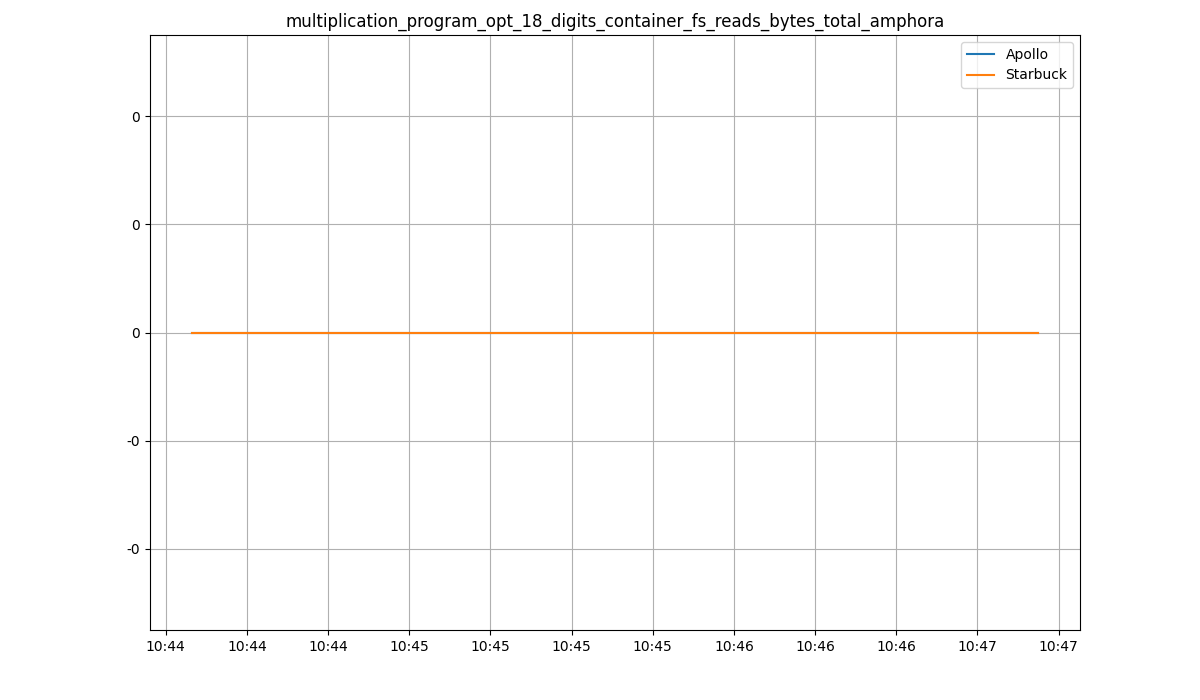 multiplication_program_opt_18_digits_container_fs_reads_bytes_total_amphora
Apollo
Starbuck
0
0
0
-0
-0
10:44 10:44 10:44 10:45 10:45 10:45 10:45 10:46 10:46 10:46 10:47 10:47